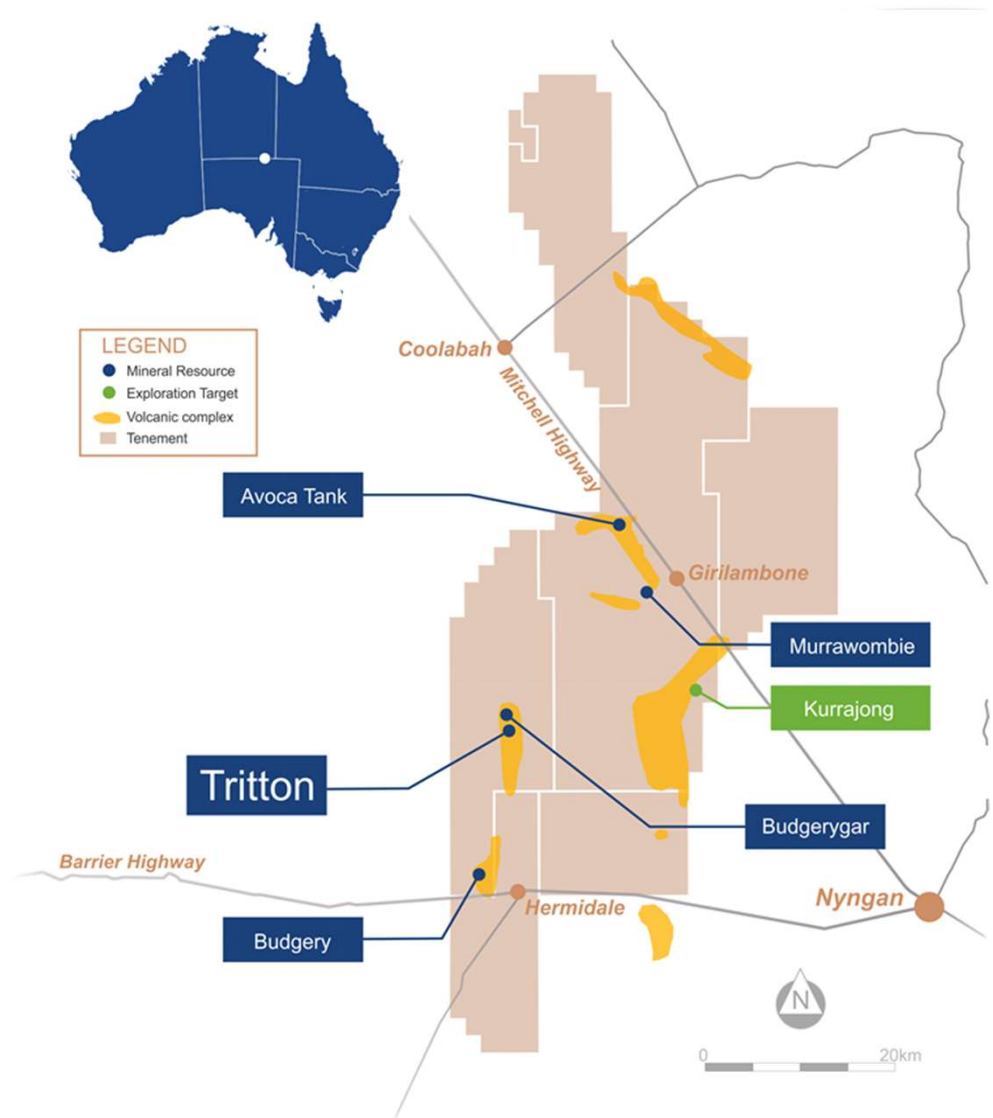 LEGEND
Mineral Resource
Exploration Target
Volcanic complex
Tenement
Coolabah
Mitchell Highway
Avoca Tank
Girilambone
Murrawombie
Kurrajong
Tritton
Budgerygar
Barrier Highway
Nyngan
Hermidale
Budgery
N
0 20km